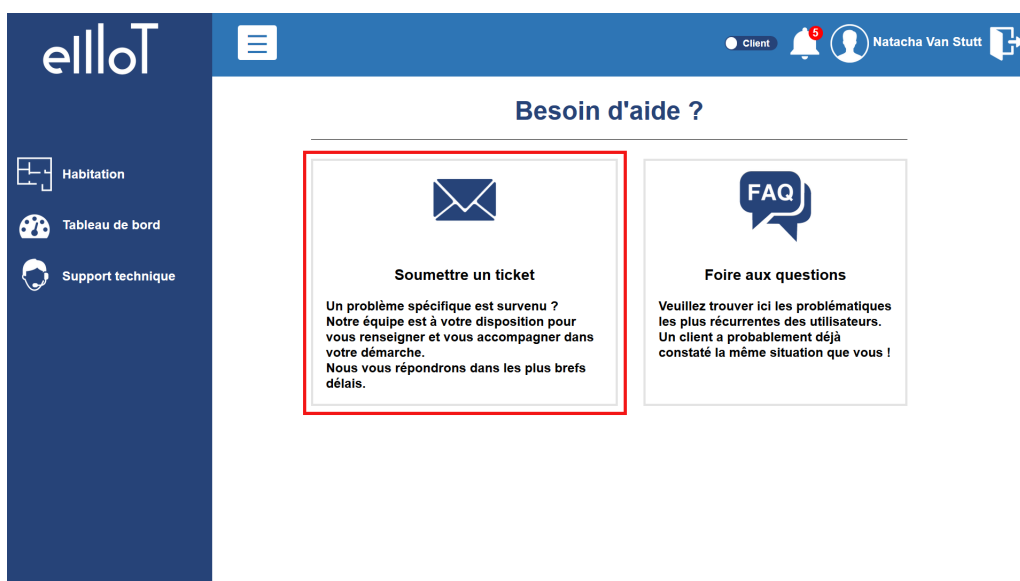 eIIIoT
Client
5
Natacha Van Stutt
Besoin d'aide ?
Habitation
Tableau de bord
Support technique
Soumettre un ticket
Un problème spécifique est survenu ?
Notre équipe est à votre disposition pour
vous renseigner et vous accompagner dans
votre démarche.
Nous vous répondrons dans les plus brefs
délais.
FAQ
Foire aux questions
Veuillez trouver ici les problématiques
les plus récurrentes des utilisateurs.
Un client a probablement déjà
constaté la même situation que vous !